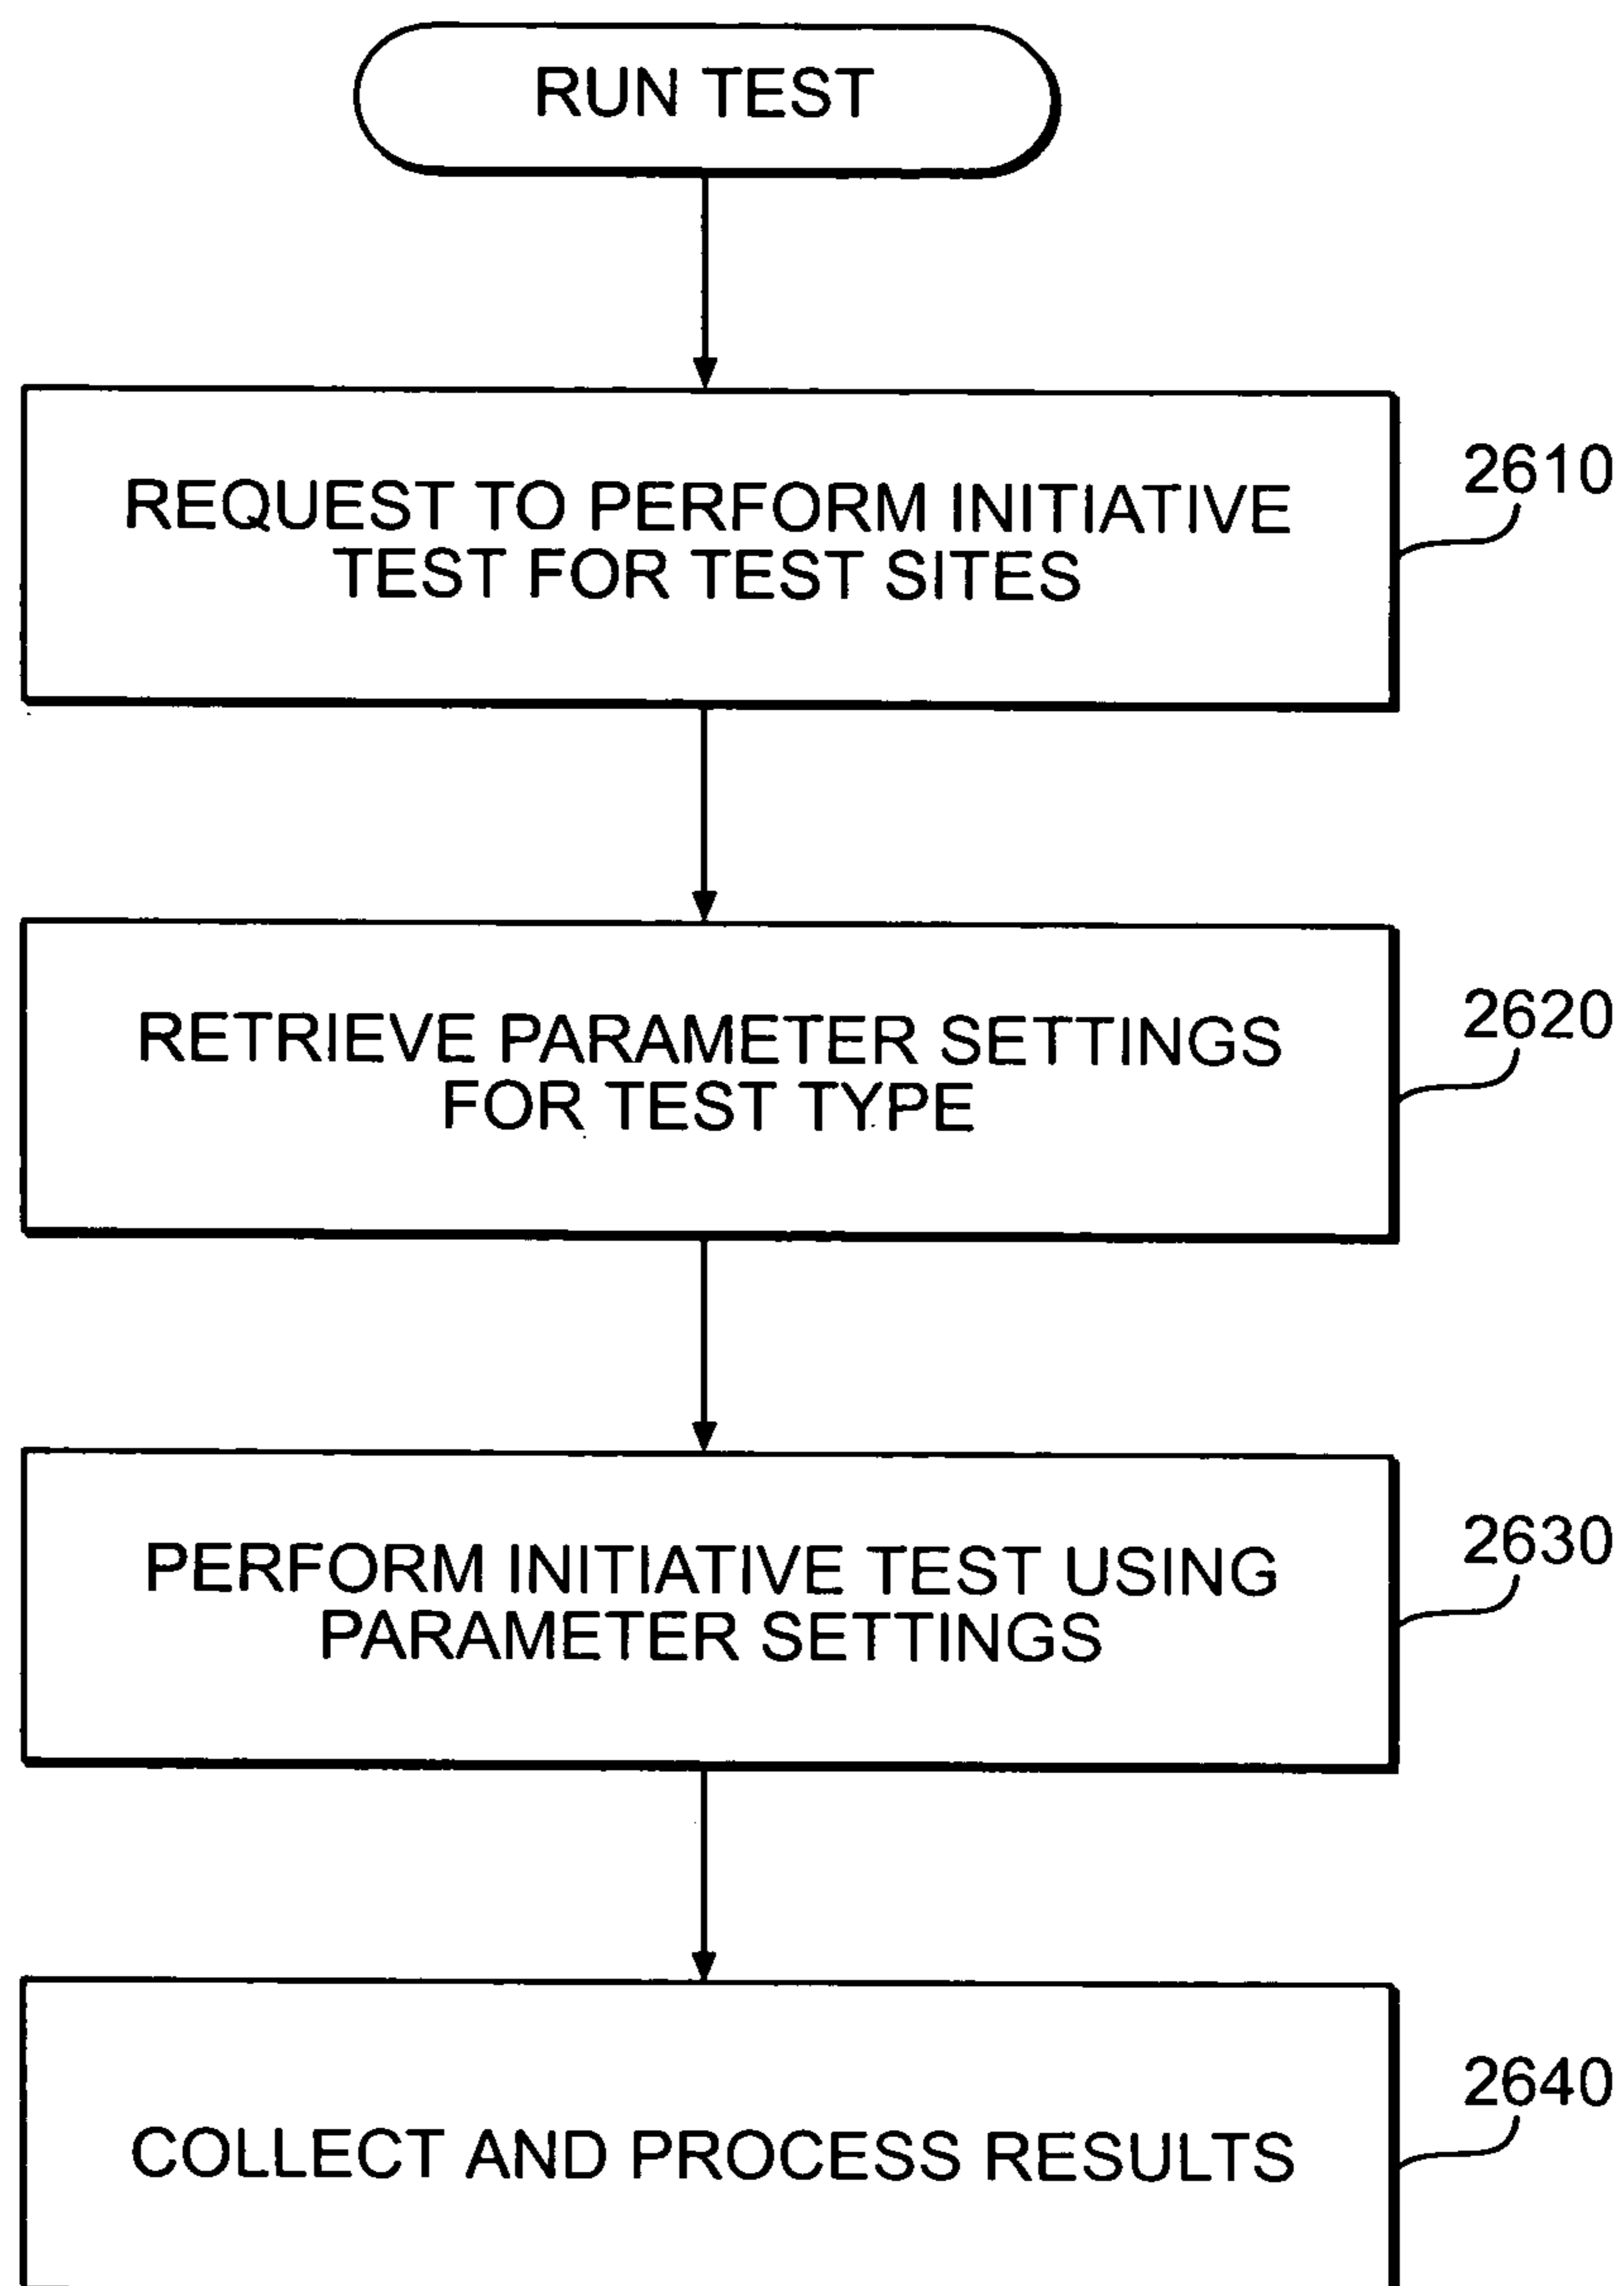 RUN TEST
REQUEST TO PERFORM INITIATIVE
TEST FOR TEST SITES
2610
RETRIEVE PARAMETER SETTINGS
FOR TEST TYPE
2620
PERFORM INITIATIVE TEST USING
PARAMETER SETTINGS
2630
COLLECT AND PROCESS RESULTS
2640